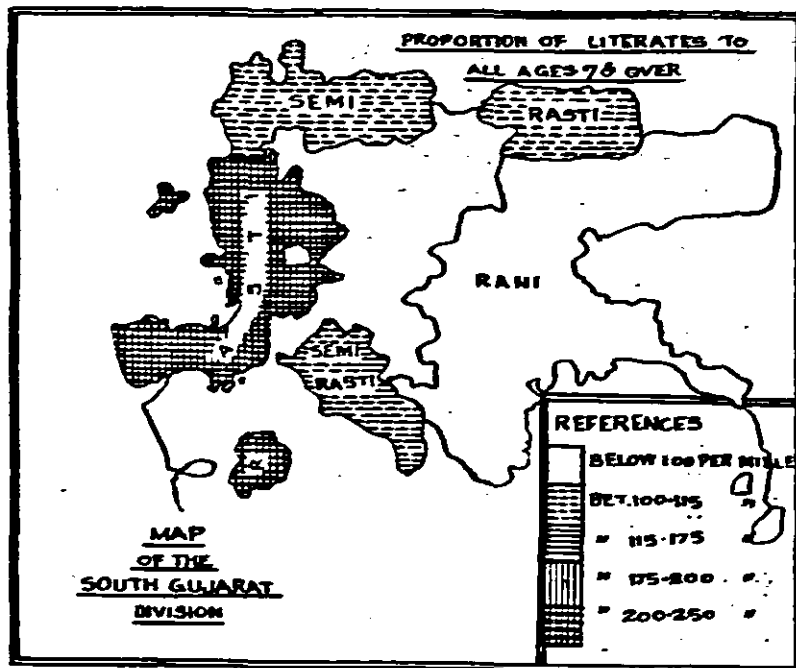 PROPORTION OF LITERATES TO
ALL AGES 7 & OVER
SEMI
RASTI
RANI
SEMI
RASTI
R
A
S
T
I
REFERENCES
BELOW 100 PER MILLE
BET. 100-115 "
" 115-175 "
" 175-200 "
" 200-250 "
MAP
OF THE
SOUTH GUJARAT
DIVISION